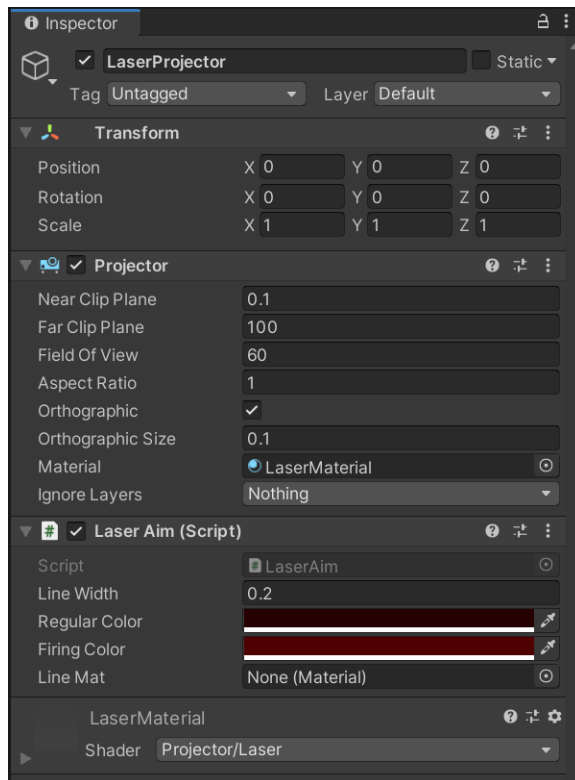 Inspector
LaserProjector Static
Tag Untagged Layer Default
Transform
Position X 0 Y 0 Z 0
Rotation X 0 Y 0 Z 0
Scale X 1 Y 1 Z 1
Projector
Near Clip Plane 0.1
Far Clip Plane 100
Field Of View 60
Aspect Ratio 1
Orthographic
Orthographic Size 0.1
Material LaserMaterial
Ignore Layers Nothing
# Laser Aim (Script)
Script # LaserAim
Line Width 0.2
Regular Color
Firing Color
Line Mat None (Material)
LaserMaterial
Shader Projector/Laser